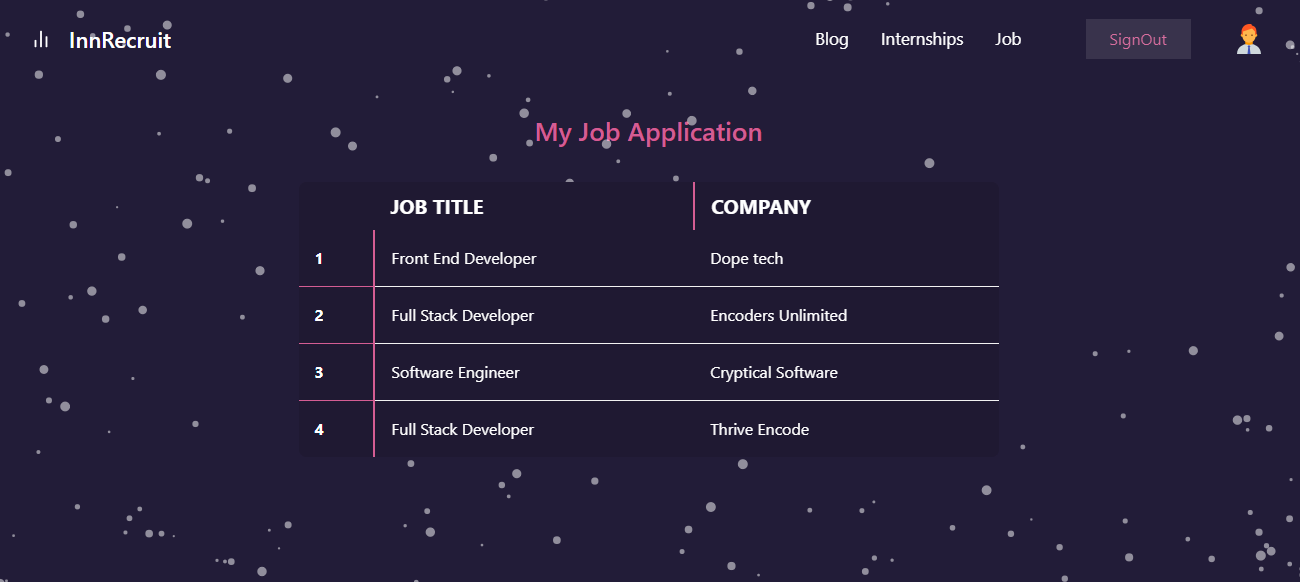 InnRecruit Blog Internships Job SignOut
My Job Application
JOB TITLE COMPANY
1 Front End Developer Dope tech
2 Full Stack Developer Encoders Unlimited
3 Software Engineer Cryptical Software
4 Full Stack Developer Thrive Encode